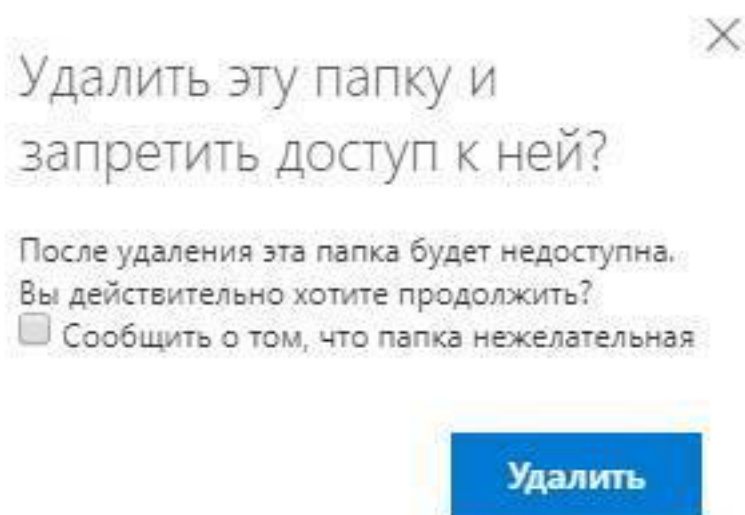 Удалить эту папку и
запретить доступ к ней?
После удаления эта папка будет недоступна.
Вы действительно хотите продолжить?
Сообщить о том, что папка нежелательная
Удалить